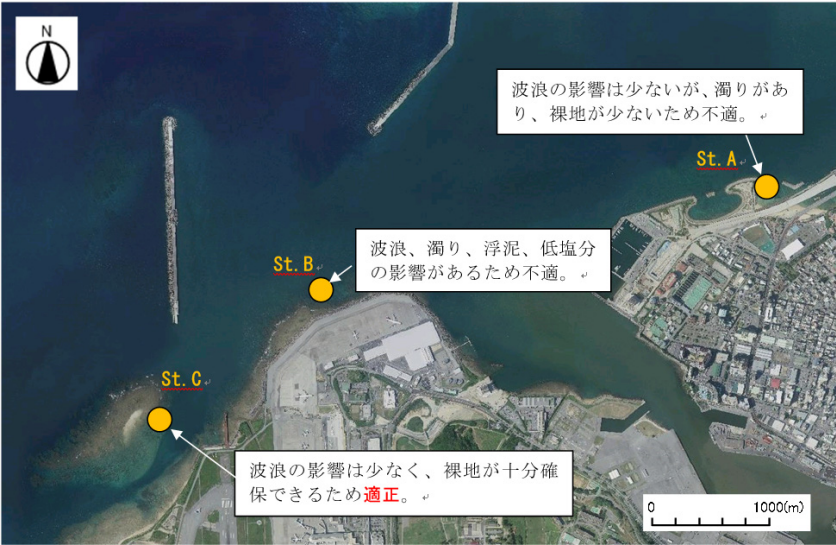 N
波浪の影響は少ないが、濁りがあ
り、裸地が少ないため不適。
St.A
波浪、濁り、浮泥、低塩分
の影響があるため不適。
St.B
St.C
波浪の影響は少なく、裸地が十分確
保できるため適正。
0 1000(m)